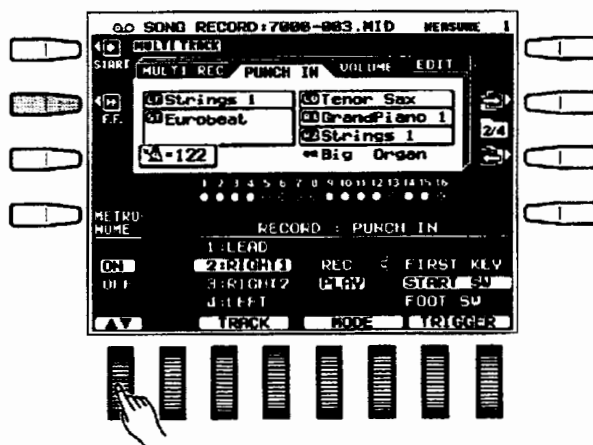 SONG RECORD:7006-003.MID MEASURE 1
MULTI TRACK
START
MULTI REC PUNCH IN VOLUME EDIT
Strings 1 Tenor Sax
F.F. Eurobeat GrandPiano 1
Strings 1 2/4
=122 Big Organ
1 2 3 4 5 6 7 8 9 10 11 12 13 14 15 16
METRO-
NOME RECORD : PUNCH IN
1:LEAD
ON 2:RIGHT1 REC FIRST KEY
OFF 3:RIGHT2 PLAY START SW
4:LEFT FOOT SW
▲▼ TRACK MODE TRIGGER